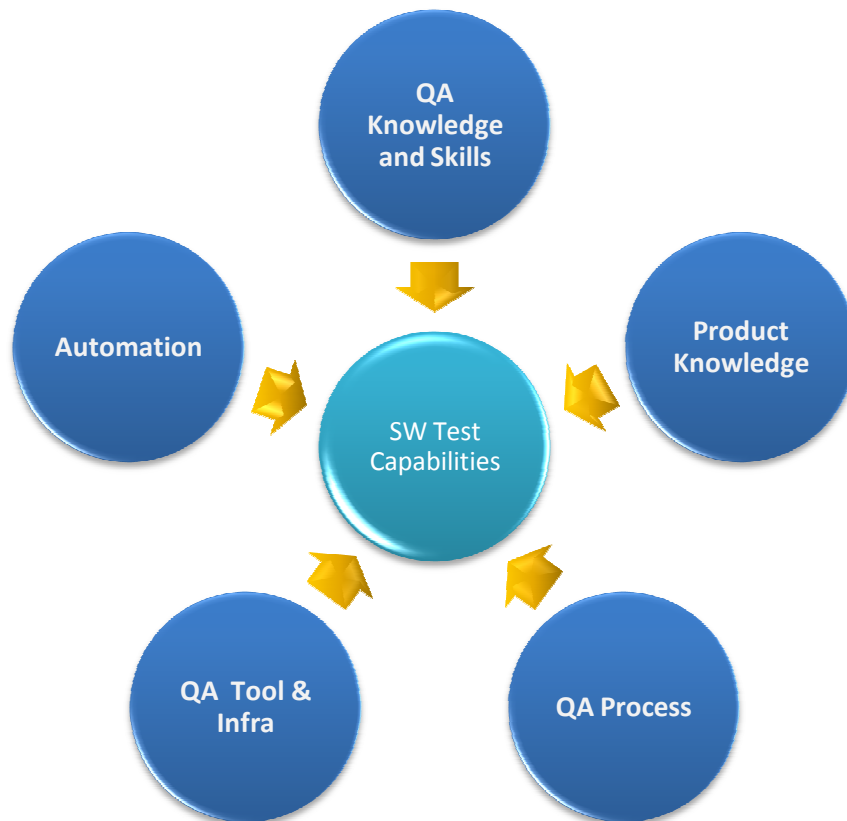 QA
Knowledge
and Skills
Automation
Product
Knowledge
SW Test
Capabilities
QA Tool &
Infra
QA Process